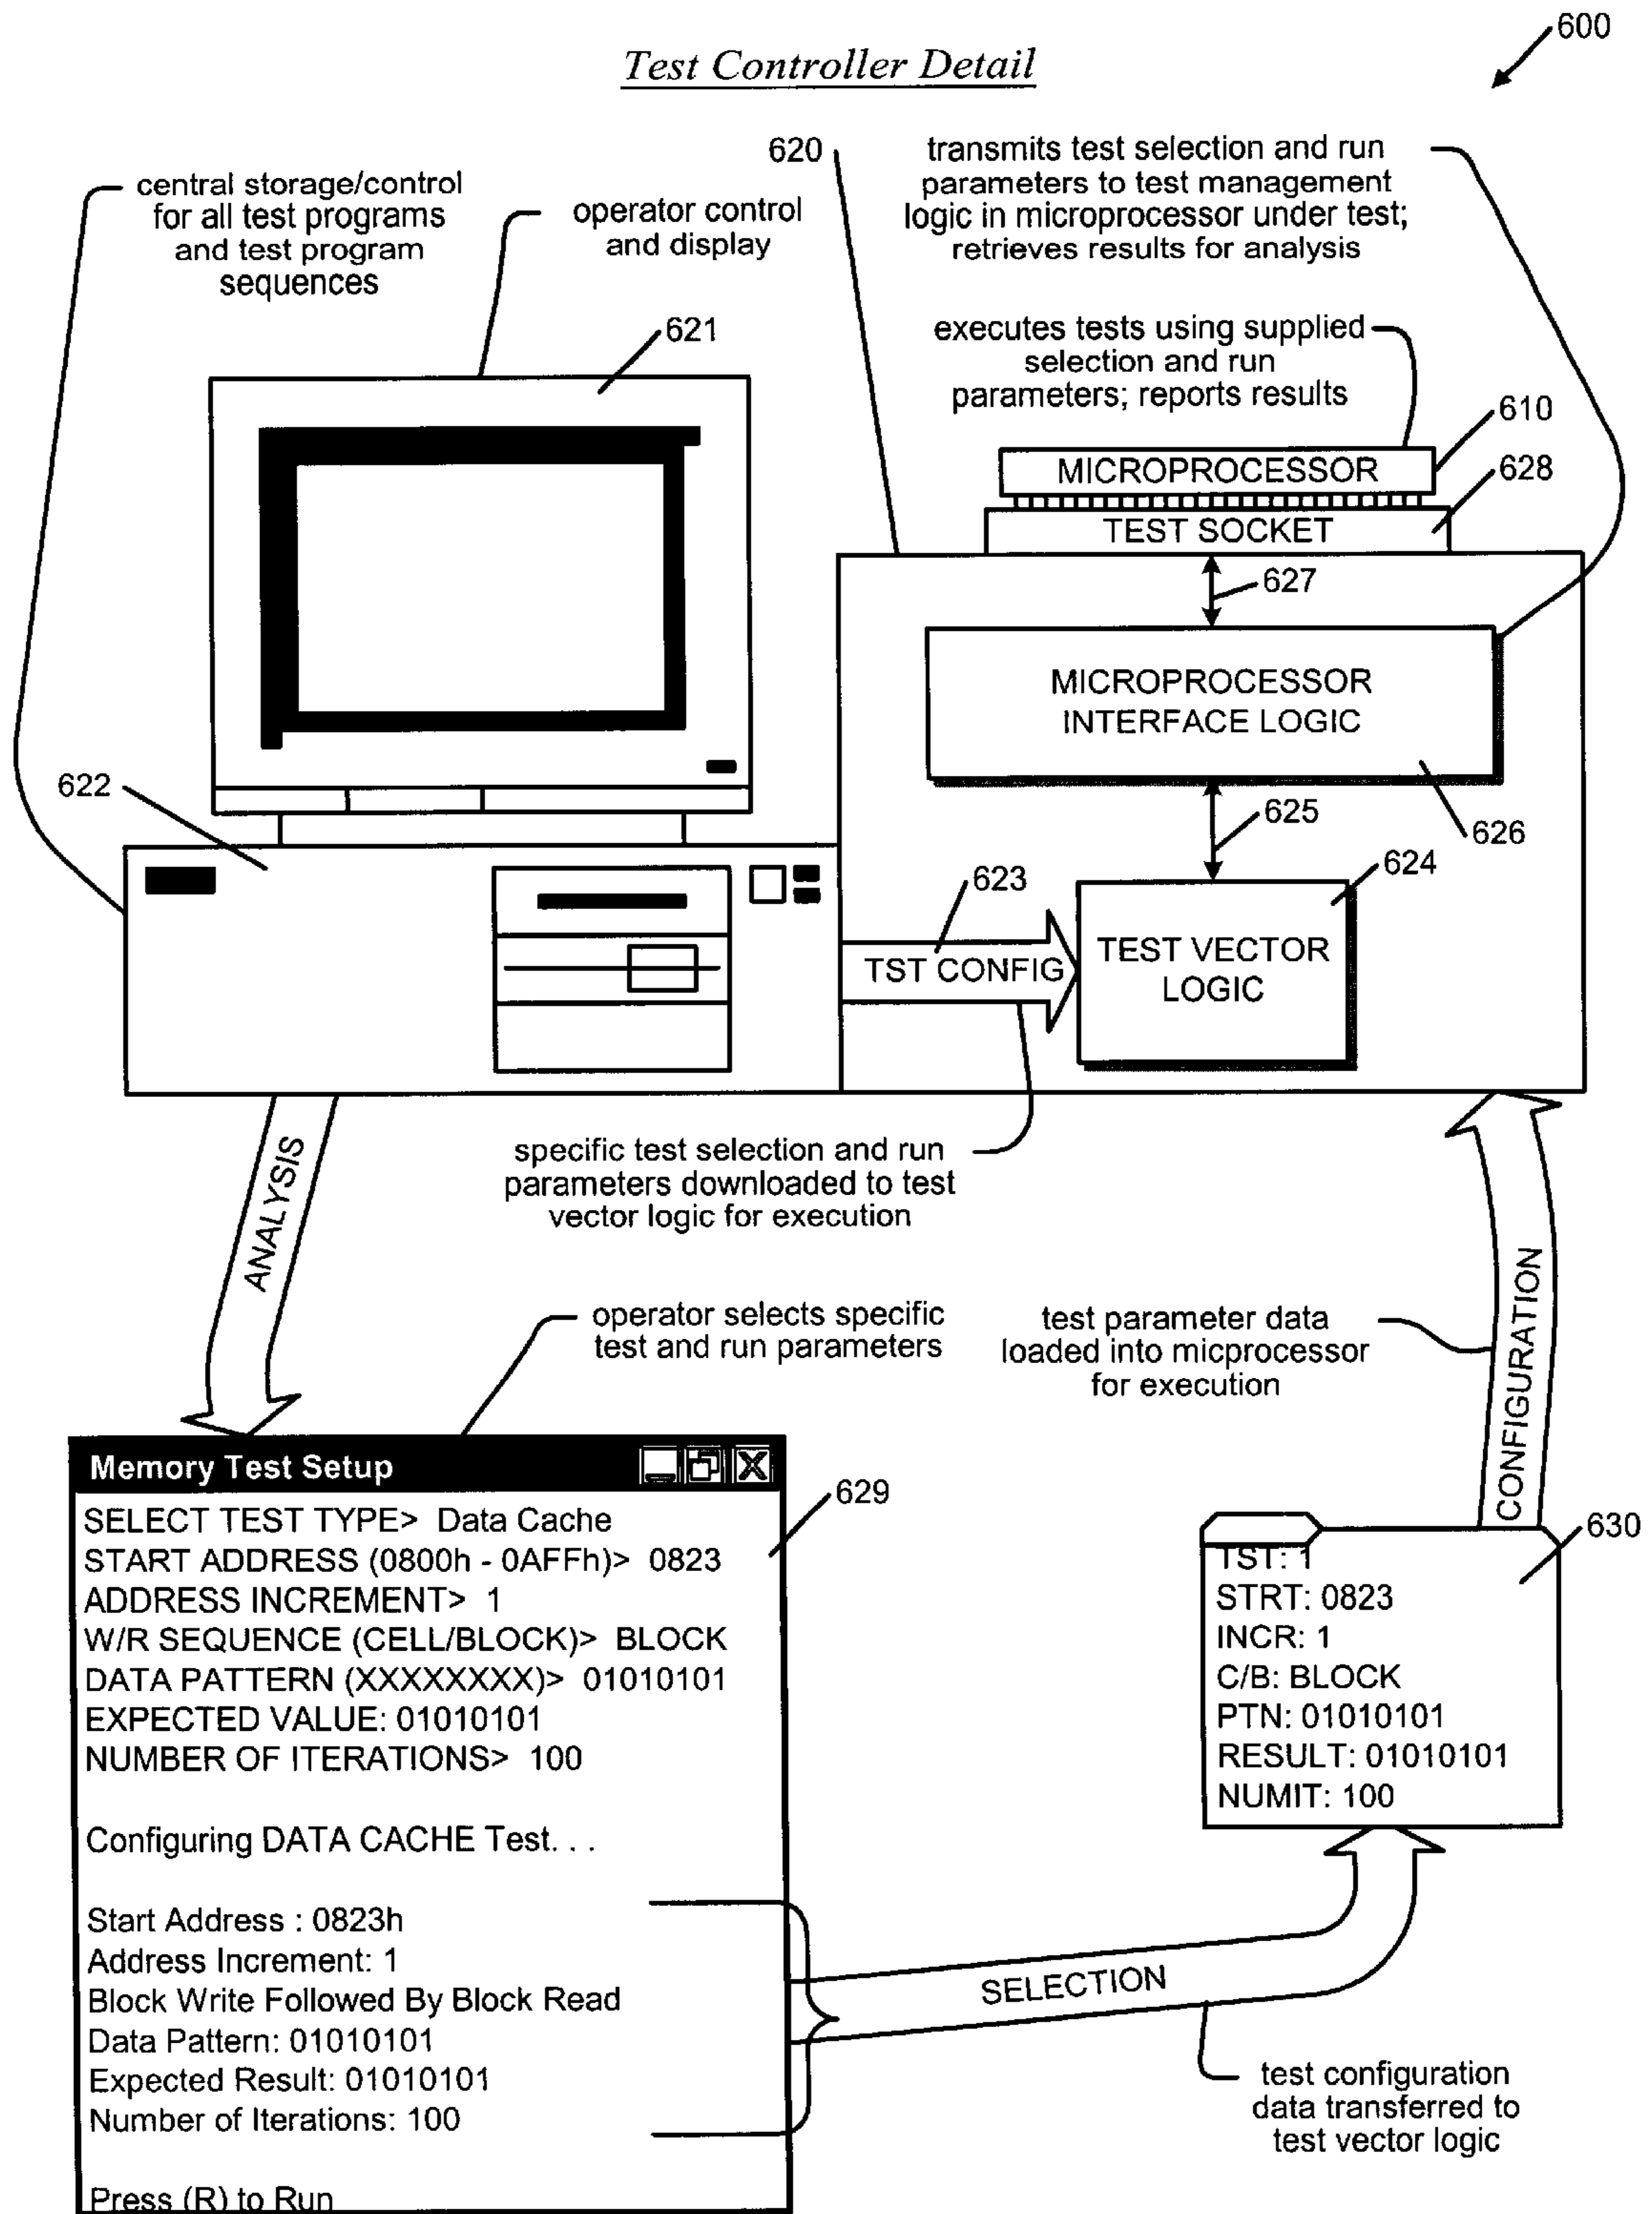 600
Test Controller Detail
620
central storage/control
for all test programs
and test program
sequences
operator control
and display
transmits test selection and run
parameters to test management
logic in microprocessor under test;
retrieves results for analysis
621
executes tests using supplied
selection and run
parameters; reports results
610
MICROPROCESSOR
628
TEST SOCKET
627
MICROPROCESSOR
INTERFACE LOGIC
622
625
626
624
623
TST CONFIG
TEST VECTOR
LOGIC
ANALYSIS
specific test selection and run
parameters downloaded to test
vector logic for execution
operator selects specific
test and run parameters
test parameter data
loaded into micprocessor
for execution
CONFIGURATION
Memory Test Setup
629
SELECT TEST TYPE> Data Cache
START ADDRESS (0800h - 0AFFh)> 0823
ADDRESS INCREMENT> 1
W/R SEQUENCE (CELL/BLOCK)> BLOCK
DATA PATTERN (XXXXXXXX)> 01010101
EXPECTED VALUE: 01010101
NUMBER OF ITERATIONS> 100
Configuring DATA CACHE Test. . .
Start Address : 0823h
Address Increment: 1
Block Write Followed By Block Read
Data Pattern: 01010101
Expected Result: 01010101
Number of Iterations: 100
Press (R) to Run
630
TST: 1
STRT: 0823
INCR: 1
C/B: BLOCK
PTN: 01010101
RESULT: 01010101
NUMIT: 100
SELECTION
test configuration
data transferred to
test vector logic